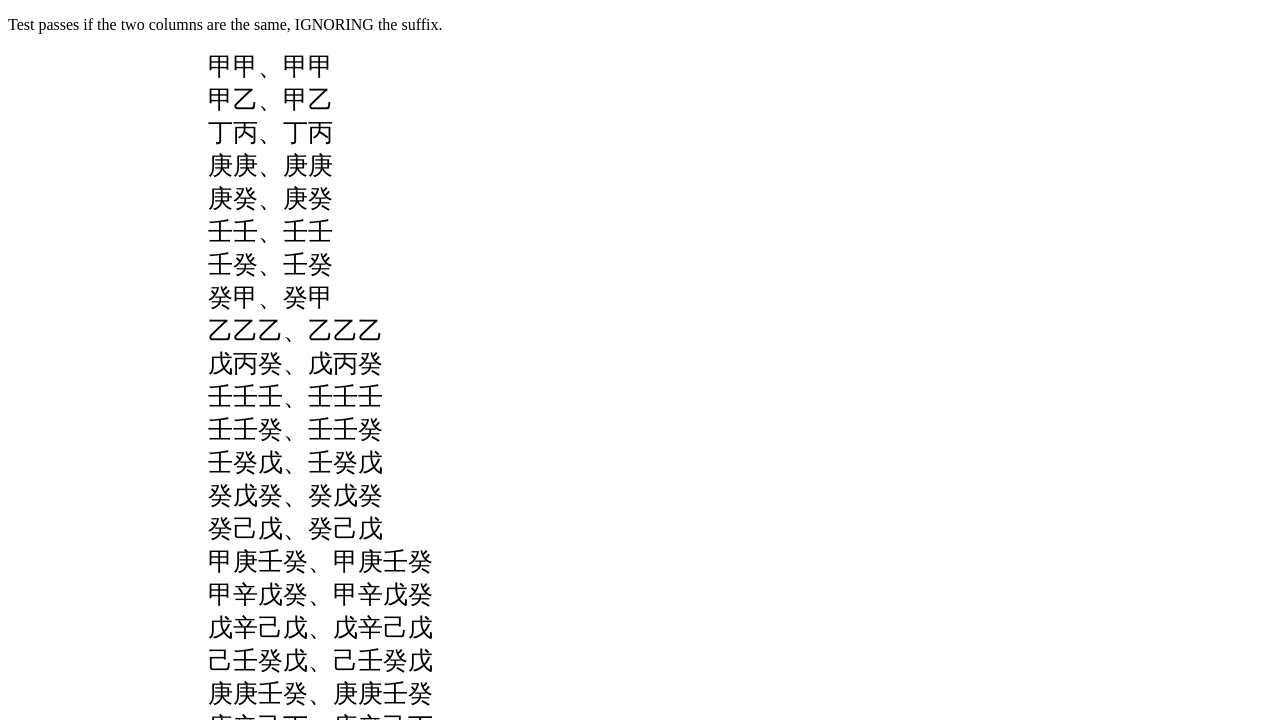 Test passes if the two columns are the same, IGNORING the suffix.
甲甲、甲甲
甲乙、甲乙
丁丙、丁丙
庚庚、庚庚
庚癸、庚癸
壬壬、壬壬
壬癸、壬癸
癸甲、癸甲
乙乙乙、乙乙乙
戊丙癸、戊丙癸
壬壬壬、壬壬壬
壬壬癸、壬壬癸
壬癸戊、壬癸戊
癸戊癸、癸戊癸
癸己戊、癸己戊
甲庚壬癸、甲庚壬癸
甲辛戊癸、甲辛戊癸
戊辛己戊、戊辛己戊
己壬癸戊、己壬癸戊
庚庚壬癸、庚庚壬癸